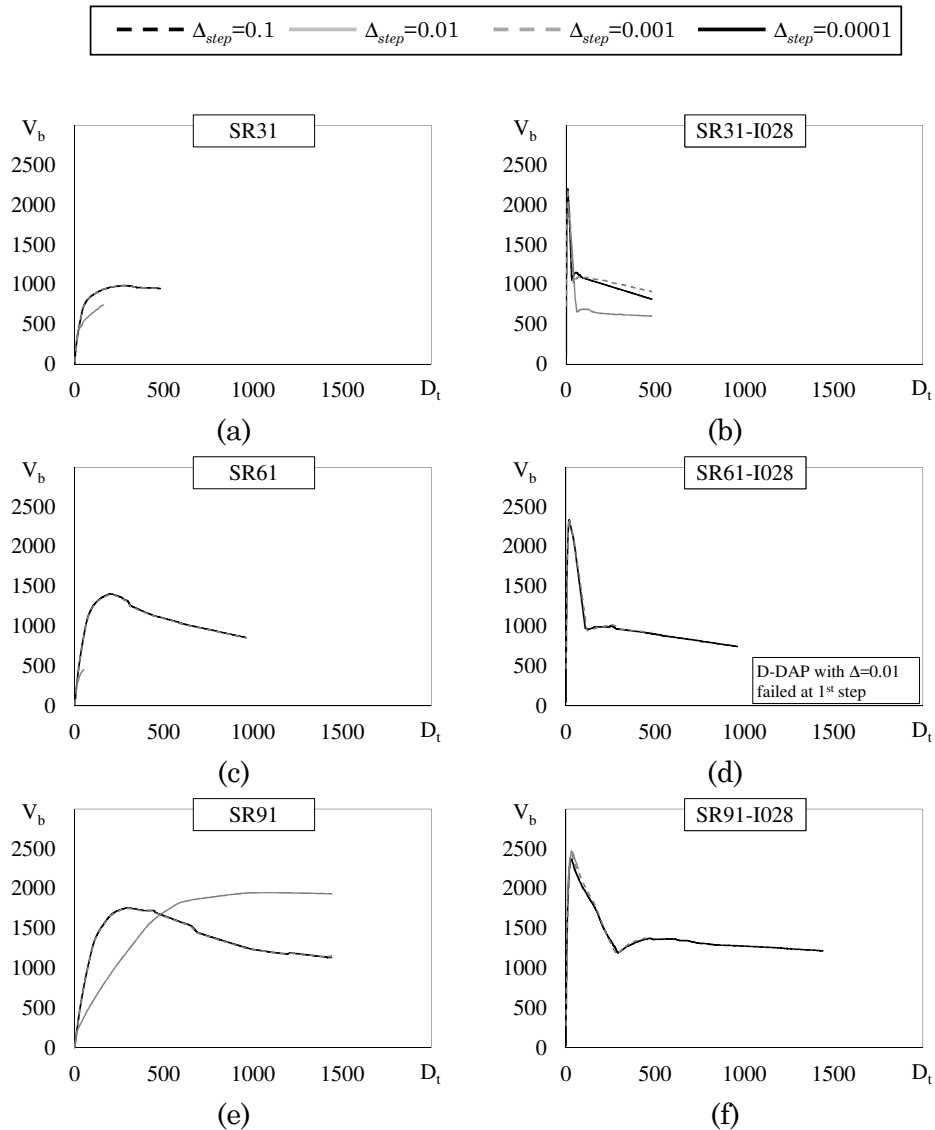 Δstep=0.1 Δstep=0.01 Δstep=0.001 Δstep=0.0001
Vb SR31
2500
2000
1500
1000
500
0
0 500 1000 1500 Dt
(a)
Vb SR31-I028
2500
2000
1500
1000
500
0
0 500 1000 1500 Dt
(b)
Vb SR61
2500
2000
1500
1000
500
0
0 500 1000 1500 Dt
(c)
Vb SR61-I028
2500
2000
1500
1000
500
0
D-DAP with Δ=0.01
failed at 1st step
0 500 1000 1500 Dt
(d)
Vb SR91
2500
2000
1500
1000
500
0
0 500 1000 1500 Dt
(e)
Vb SR91-I028
2500
2000
1500
1000
500
0
0 500 1000 1500 Dt
(f)